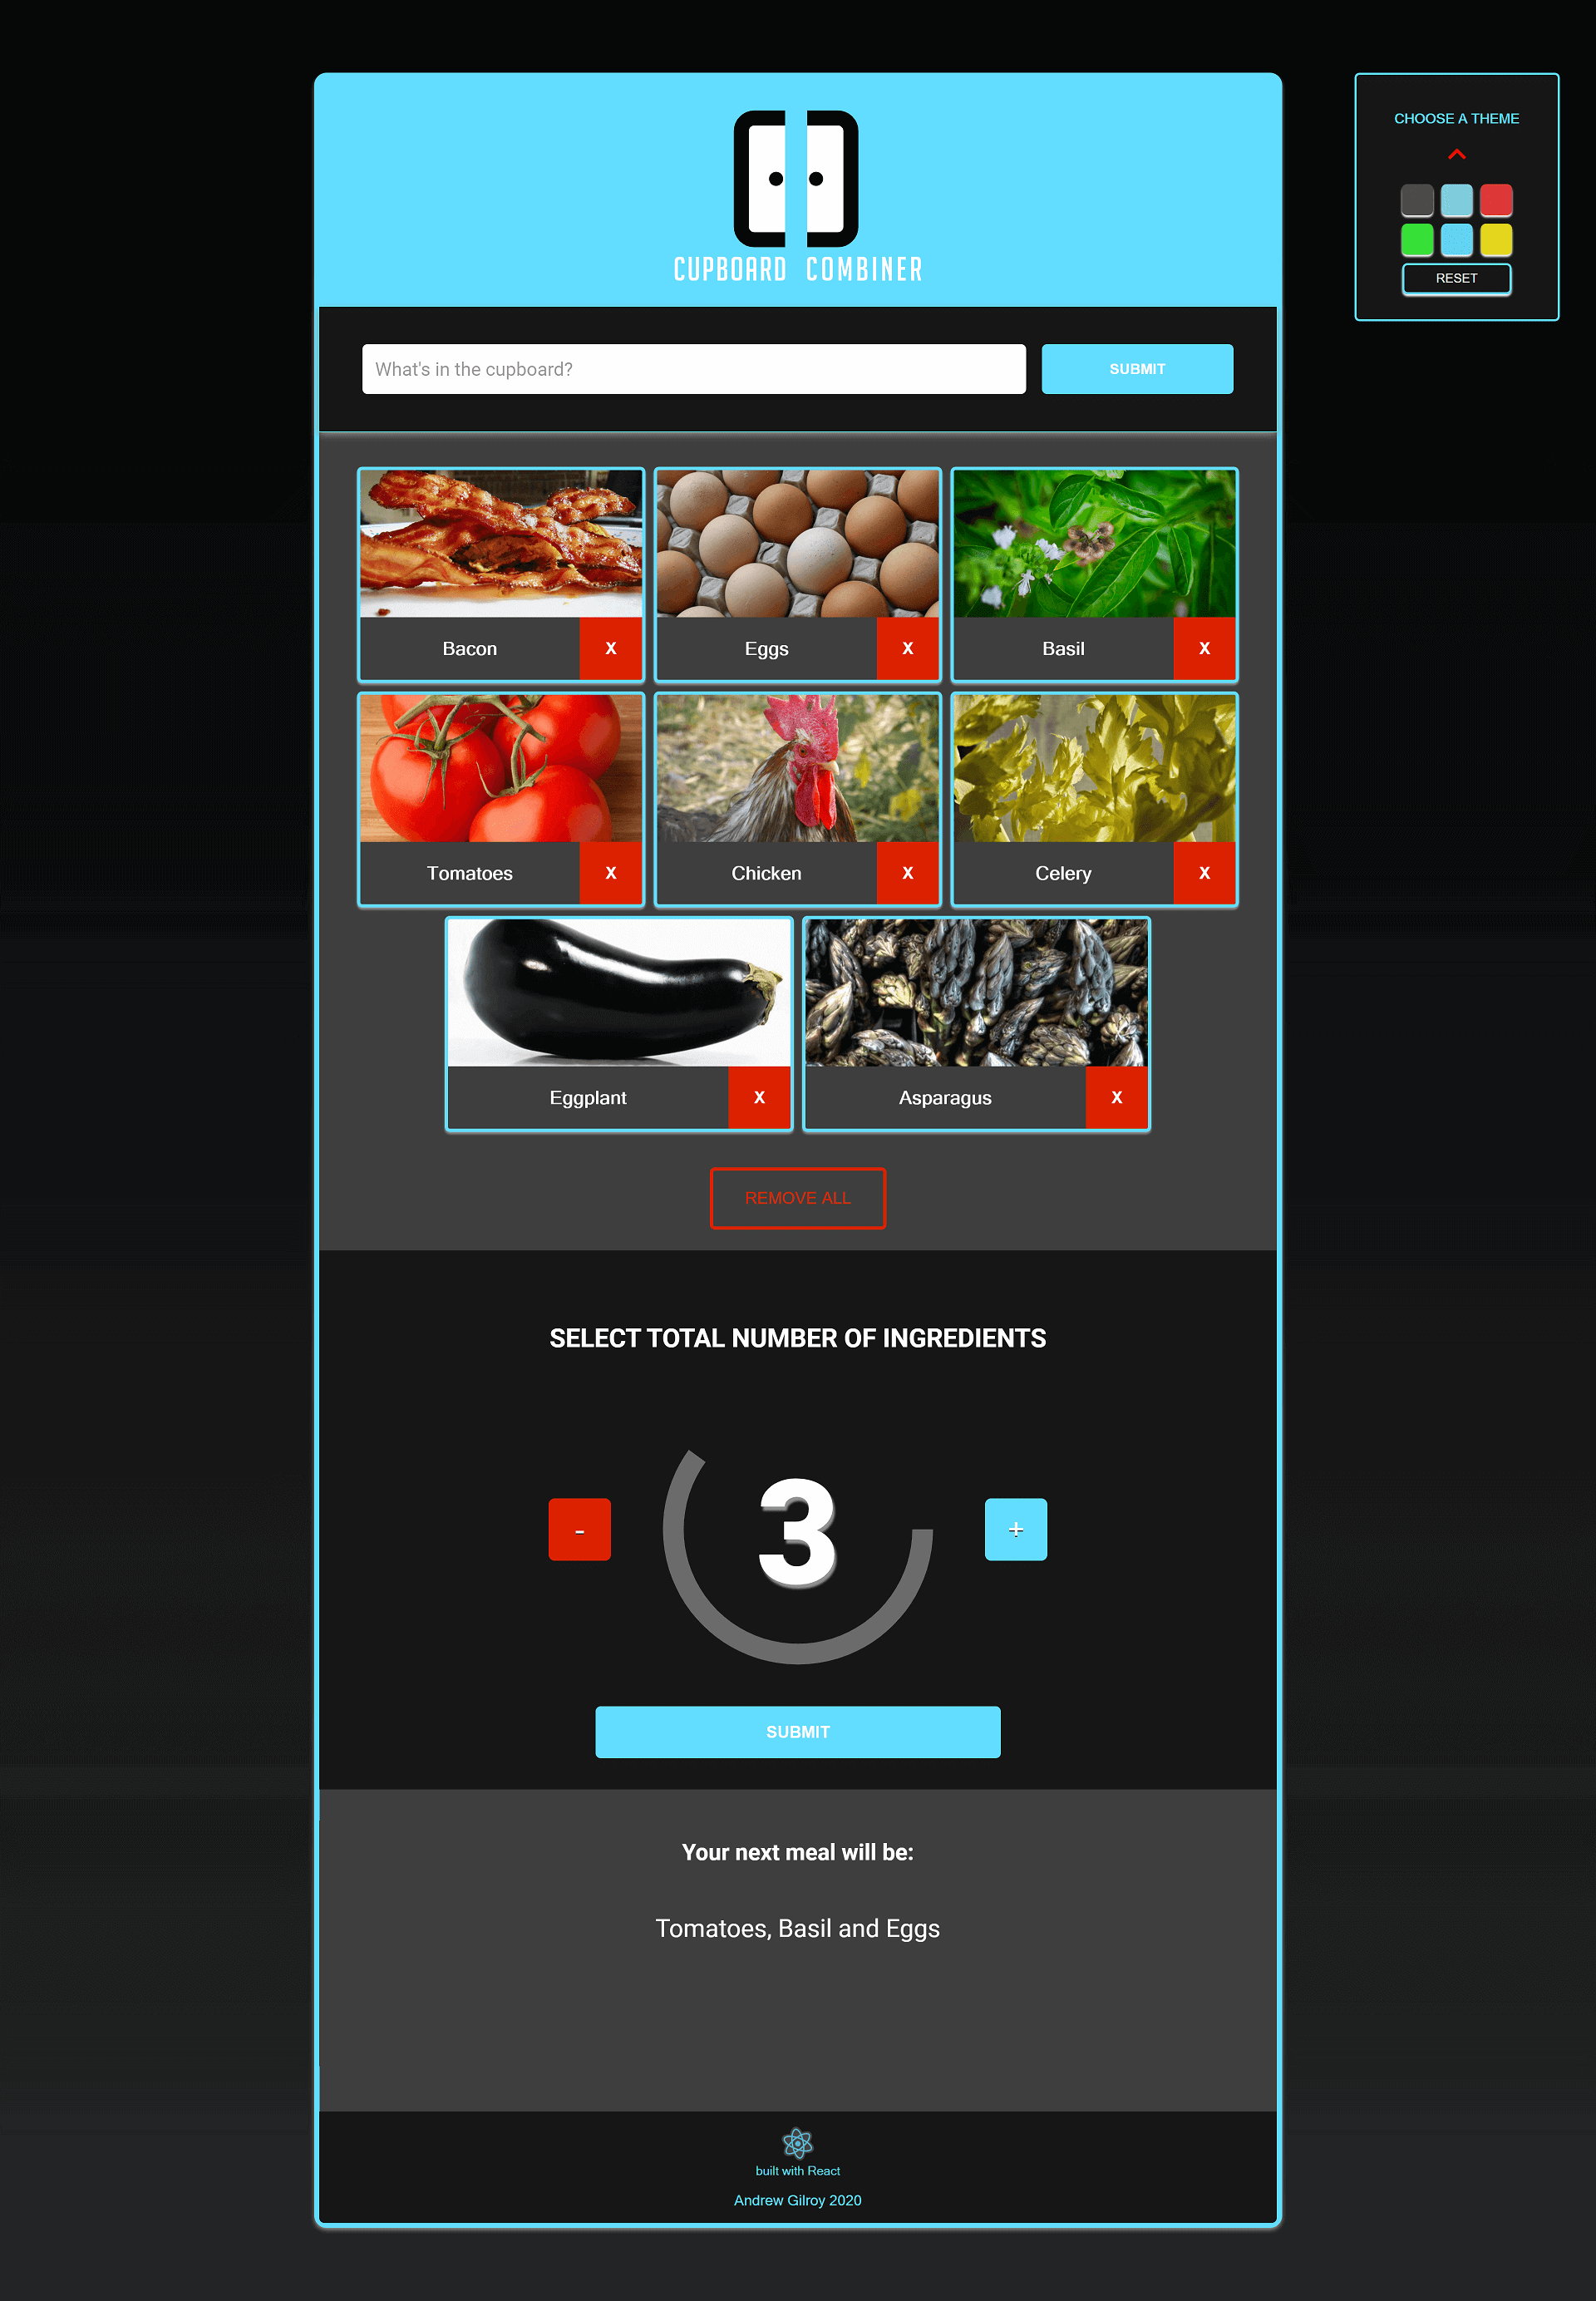 CUPBOARD COMBINER
CHOOSE A THEME
RESET
What's in the cupboard?
SUBMIT
Bacon
X
Eggs
X
Basil
X
Tomatoes
X
Chicken
X
Celery
X
Eggplant
X
Asparagus
X
REMOVE ALL
SELECT TOTAL NUMBER OF INGREDIENTS
-
3
+
SUBMIT
Your next meal will be:
Tomatoes, Basil and Eggs
built with React
Andrew Gilroy 2020